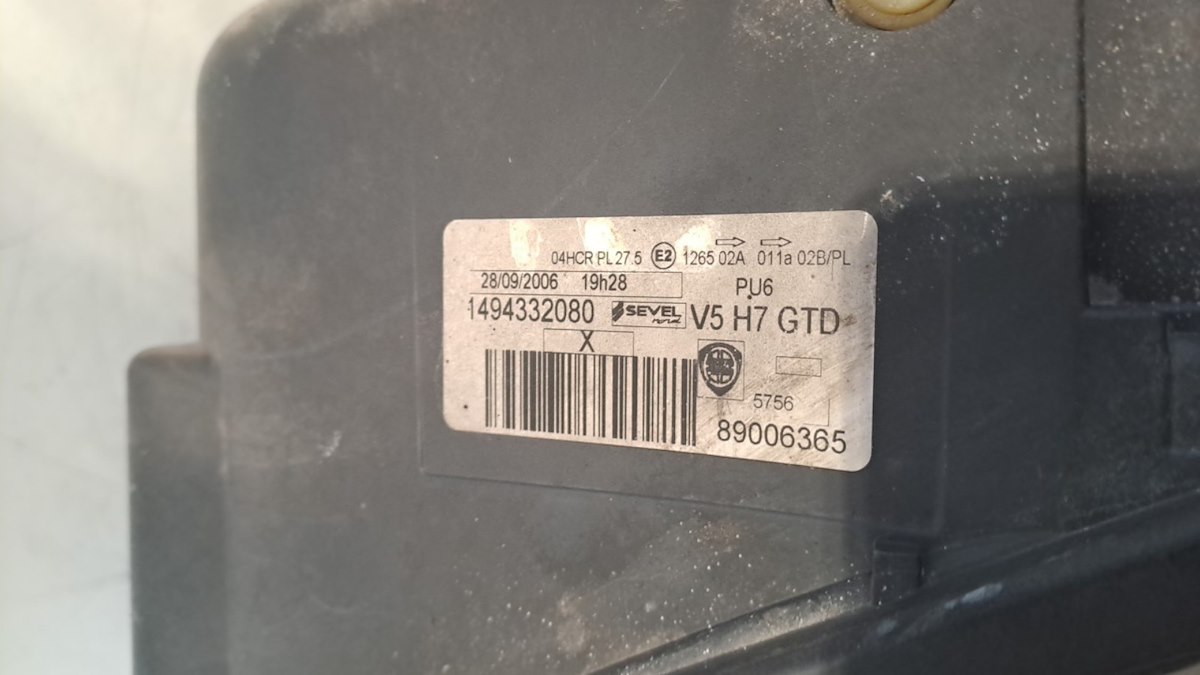 04HCR PL 27.5 E2 1265 02A 011a 02B/PL
28/09/2006 19h28
PU6
1494332080 SEVEL V5 H7 GTD
X
5756
89006365